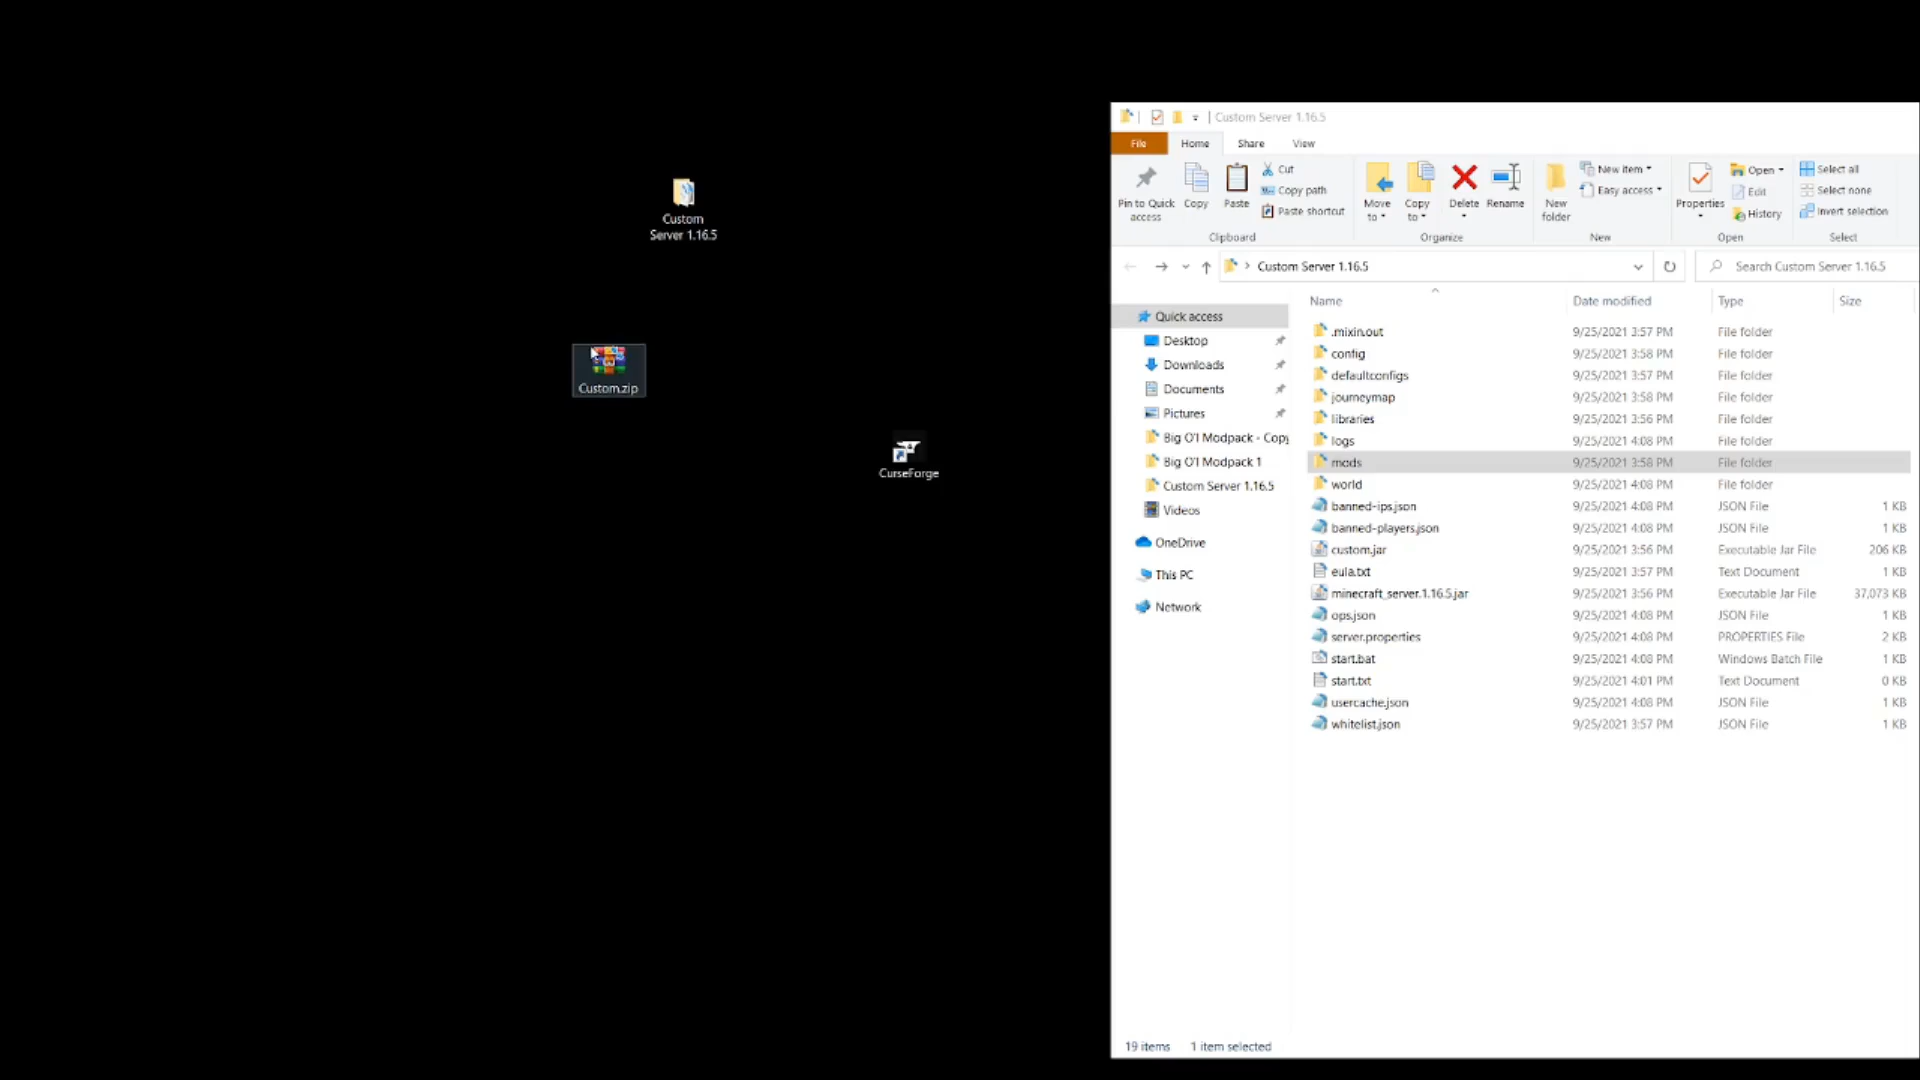 Custom
Server 1.16.5
Custom.zip
CurseForge
Custom Server 1.16.5
File Home Share View
Pin to Quick access
Copy
Paste
Cut
Copy path
Paste shortcut
Clipboard
Move to
Copy to
Delete
Rename
Organize
New folder
New item
Easy access
New
Properties
Open
Edit
History
Open
Select all
Select none
Invert selection
Select
Custom Server 1.16.5
Search Custom Server 1.16.5
Quick access
Desktop
Downloads
Documents
Pictures
Big O'l Modpack - Copy
Big O'l Modpack 1
Custom Server 1.16.5
Videos
OneDrive
This PC
Network
Name Date modified Type Size
.mixin.out 9/25/2021 3:57 PM File folder
config 9/25/2021 3:58 PM File folder
defaultconfigs 9/25/2021 3:57 PM File folder
journeymap 9/25/2021 3:58 PM File folder
libraries 9/25/2021 3:56 PM File folder
logs 9/25/2021 4:08 PM File folder
mods 9/25/2021 3:58 PM File folder
world 9/25/2021 4:08 PM File folder
banned-ips.json 9/25/2021 4:08 PM JSON File 1 KB
banned-players.json 9/25/2021 4:08 PM JSON File 1 KB
custom.jar 9/25/2021 3:56 PM Executable Jar File 206 KB
eula.txt 9/25/2021 3:57 PM Text Document 1 KB
minecraft_server.1.16.5.jar 9/25/2021 3:56 PM Executable Jar File 37,073 KB
ops.json 9/25/2021 4:08 PM JSON File 1 KB
server.properties 9/25/2021 4:08 PM PROPERTIES File 2 KB
start.bat 9/25/2021 4:08 PM Windows Batch File 1 KB
start.txt 9/25/2021 4:01 PM Text Document 0 KB
usercache.json 9/25/2021 4:08 PM JSON File 1 KB
whitelist.json 9/25/2021 3:57 PM JSON File 1 KB
19 items 1 item selected